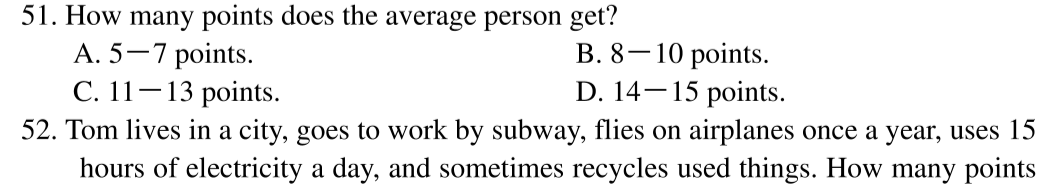 51. How many points does the average person get?
A. 5—7 points. B. 8—10 points.
C. 11—13 points. D. 14—15 points.
52. Tom lives in a city, goes to work by subway, flies on airplanes once a year, uses 15
hours of electricity a day, and sometimes recycles used things. How many points